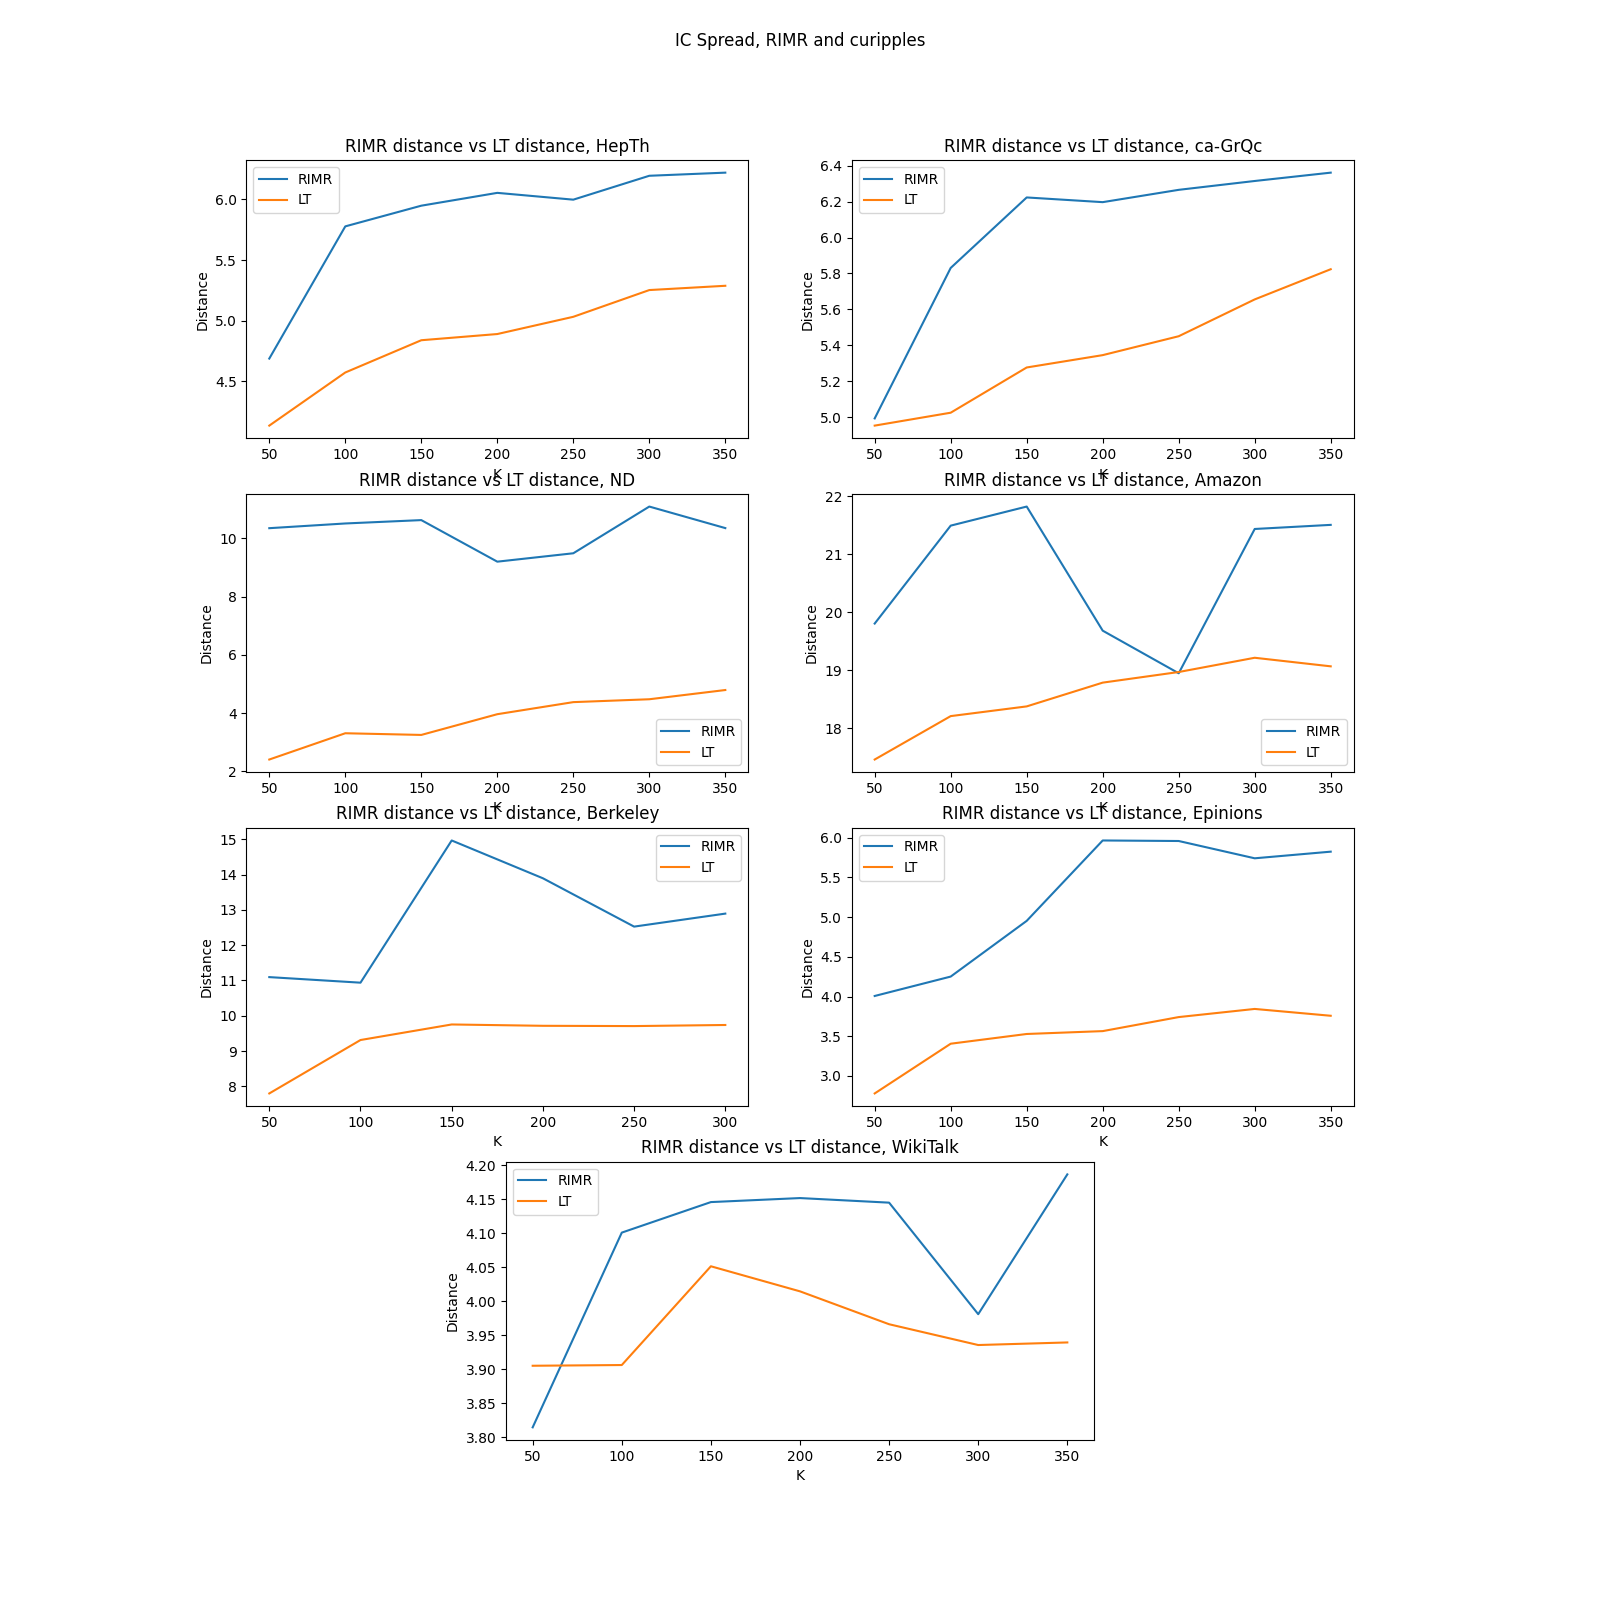 IC Spread, RIMR and curipples
RIMR distance vs LT distance, HepTh
RIMR
LT
6.0
5.5
5.0
4.5
Distance
50 100 150 200 250 300 350
K
RIMR distance vs LT distance, ca-GrQc
RIMR
LT
6.4
6.2
6.0
5.8
5.6
5.4
5.2
5.0
Distance
50 100 150 200 250 300 350
K
RIMR distance vs LT distance, ND
10
8
6
4
2
Distance
RIMR
LT
50 100 150 200 250 300 350
K
RIMR distance vs LT distance, Amazon
22
21
20
19
18
Distance
RIMR
LT
50 100 150 200 250 300 350
K
RIMR distance vs LT distance, Berkeley
RIMR
LT
15
14
13
12
11
10
9
8
Distance
50 100 150 200 250 300
K
RIMR distance vs LT distance, Epinions
RIMR
LT
6.0
5.5
5.0
4.5
4.0
3.5
3.0
Distance
50 100 150 200 250 300 350
K
RIMR distance vs LT distance, WikiTalk
RIMR
LT
4.20
4.15
4.10
4.05
4.00
3.95
3.90
3.85
3.80
Distance
50 100 150 200 250 300 350
K